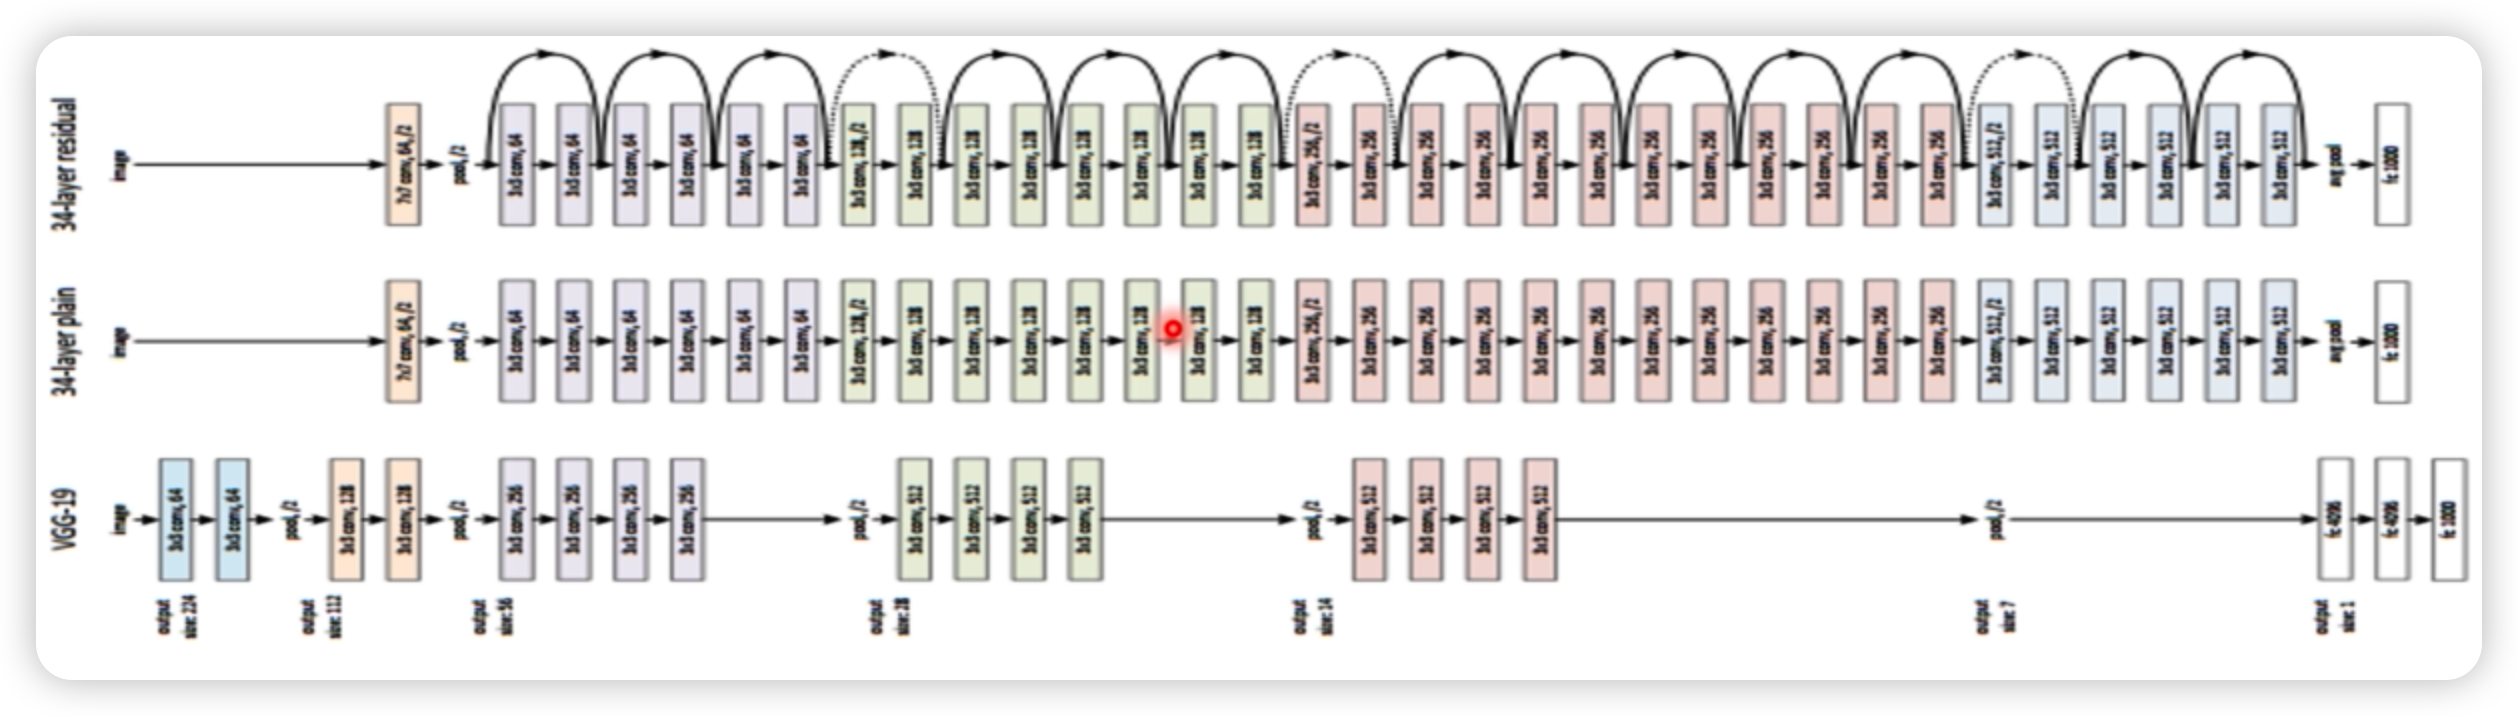 34-layer residual
image
7x7 conv, 64, /2
pool, /2
3x3 conv, 64
3x3 conv, 64
3x3 conv, 64
3x3 conv, 64
3x3 conv, 64
3x3 conv, 64
3x3 conv, 128, /2
3x3 conv, 128
3x3 conv, 128
3x3 conv, 128
3x3 conv, 128
3x3 conv, 128
3x3 conv, 128
3x3 conv, 128
3x3 conv, 256, /2
3x3 conv, 256
3x3 conv, 256
3x3 conv, 256
3x3 conv, 256
3x3 conv, 256
3x3 conv, 256
3x3 conv, 256
3x3 conv, 256
3x3 conv, 256
3x3 conv, 256
3x3 conv, 256
3x3 conv, 512, /2
3x3 conv, 512
3x3 conv, 512
3x3 conv, 512
3x3 conv, 512
3x3 conv, 512
avg pool
fc 1000
34-layer plain
image
7x7 conv, 64, /2
pool, /2
3x3 conv, 64
3x3 conv, 64
3x3 conv, 64
3x3 conv, 64
3x3 conv, 64
3x3 conv, 64
3x3 conv, 128, /2
3x3 conv, 128
3x3 conv, 128
3x3 conv, 128
3x3 conv, 128
3x3 conv, 128
3x3 conv, 128
3x3 conv, 128
3x3 conv, 256, /2
3x3 conv, 256
3x3 conv, 256
3x3 conv, 256
3x3 conv, 256
3x3 conv, 256
3x3 conv, 256
3x3 conv, 256
3x3 conv, 256
3x3 conv, 256
3x3 conv, 256
3x3 conv, 256
3x3 conv, 512, /2
3x3 conv, 512
3x3 conv, 512
3x3 conv, 512
3x3 conv, 512
3x3 conv, 512
avg pool
fc 1000
VGG-19
image
3x3 conv, 64
3x3 conv, 64
pool, /2
3x3 conv, 128
3x3 conv, 128
pool, /2
3x3 conv, 256
3x3 conv, 256
3x3 conv, 256
3x3 conv, 256
pool, /2
3x3 conv, 512
3x3 conv, 512
3x3 conv, 512
3x3 conv, 512
pool, /2
3x3 conv, 512
3x3 conv, 512
3x3 conv, 512
3x3 conv, 512
pool, /2
fc 4096
fc 4096
fc 1000
output
size: 224
output
size: 112
output
size: 56
output
size: 28
output
size: 14
output
size: 7
output
size: 1